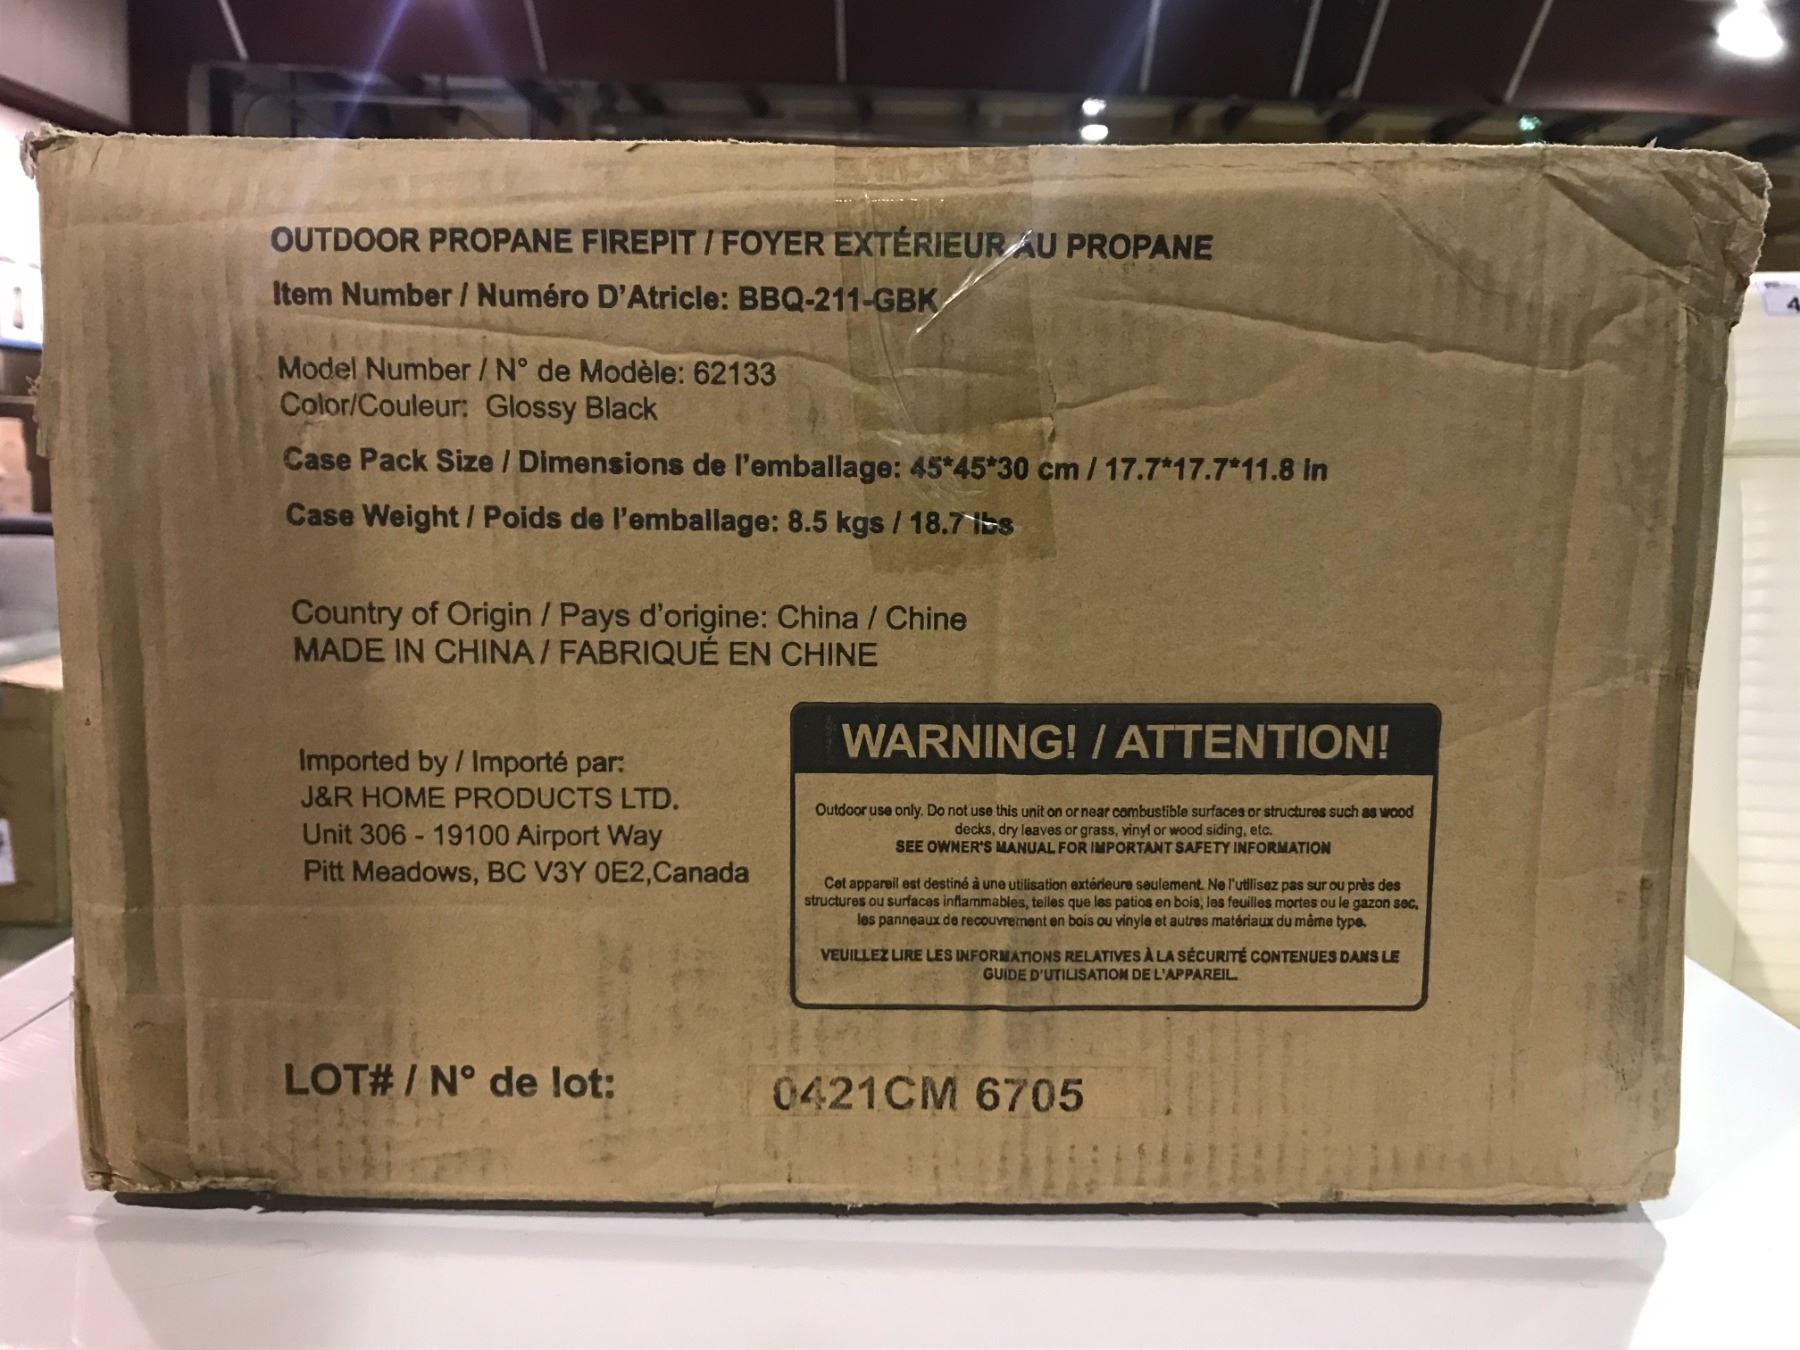 OUTDOOR PROPANE FIREPIT / FOYER EXTÉRIEUR AU PROPANE
Item Number / Numéro D'Atricle: BBQ-211-GBK
Model Number / N° de Modèle: 62133
Color/Couleur: Glossy Black
Case Pack Size / Dimensions de l'emballage: 45*45*30 cm / 17.7*17.7*11.8 in
Case Weight / Poids de l'emballage: 8.5 kgs / 18.7 lbs
Country of Origin / Pays d'origine: China / Chine
MADE IN CHINA / FABRIQUÉ EN CHINE
Imported by / Importé par:
J&R HOME PRODUCTS LTD.
Unit 306 - 19100 Airport Way
Pitt Meadows, BC V3Y 0E2,Canada
WARNING! / ATTENTION!
Outdoor use only. Do not use this unit on or near combustible surfaces or structures such as wood
decks, dry leaves or grass, vinyl or wood siding, etc.
SEE OWNER'S MANUAL FOR IMPORTANT SAFETY INFORMATION
Cet appareil est destiné à une utilisation extérieure seulement. Ne l'utilisez pas sur ou près des
structures ou surfaces inflammables, telles que les patios en bois, les feuilles mortes ou le gazon sec,
les panneaux de recouvrement en bois ou vinyle et autres matériaux du même type.
VEUILLEZ LIRE LES INFORMATIONS RELATIVES À LA SÉCURITÉ CONTENUES DANS LE
GUIDE D'UTILISATION DE L'APPAREIL.
LOT# / N° de lot: 0421CM 6705